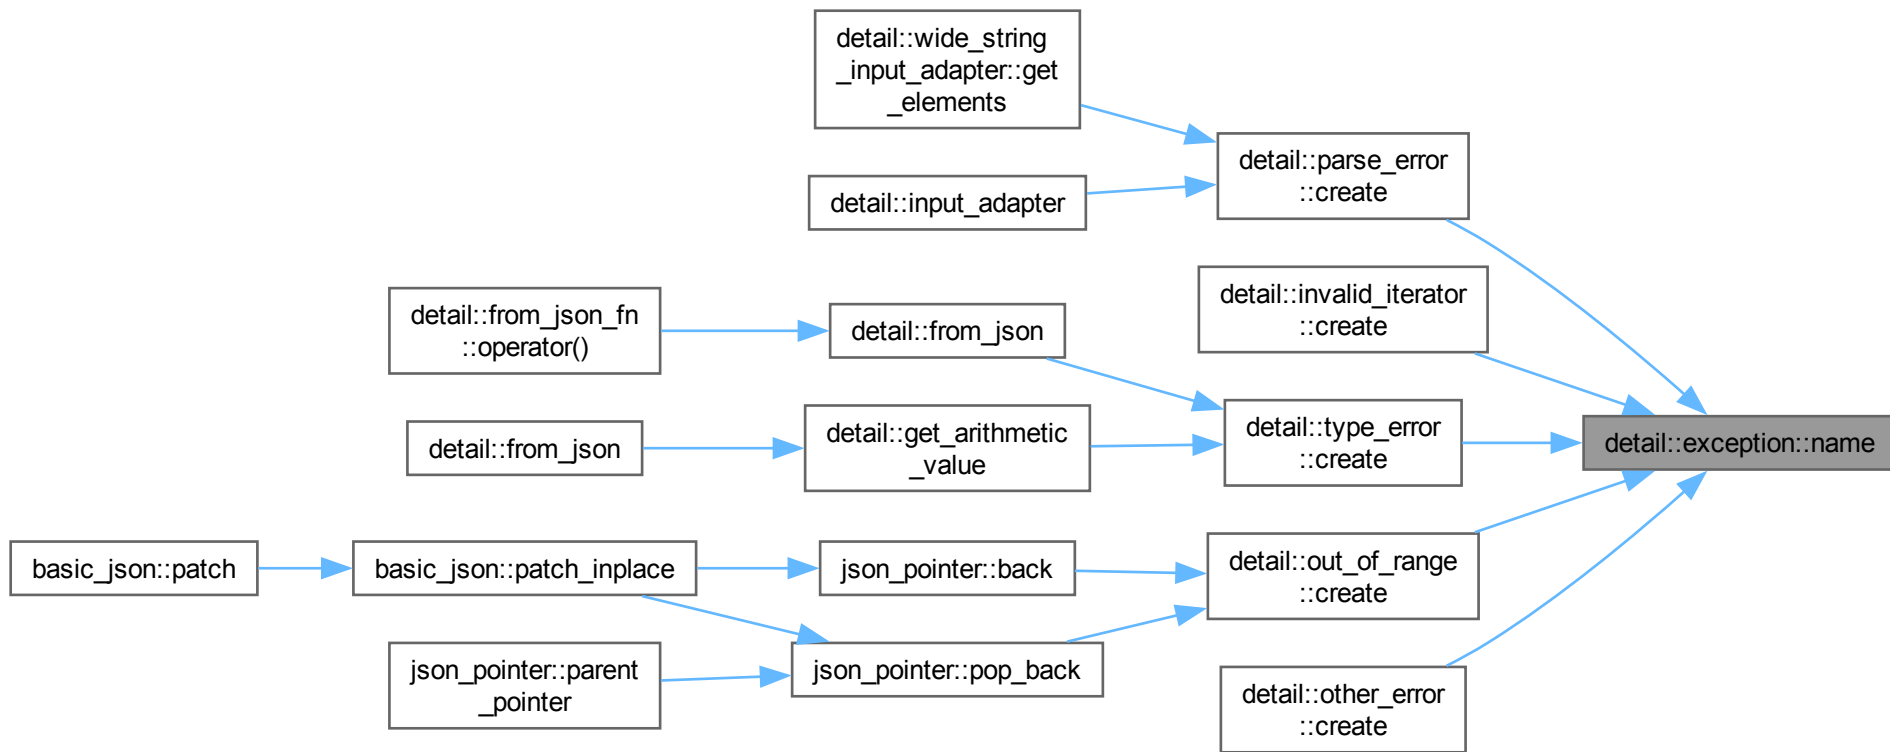 detail::wide_string
_input_adapter::get
_elements
detail::parse_error
::create
detail::input_adapter
detail::invalid_iterator
::create
detail::from_json_fn
::operator()
detail::from_json
detail::type_error
::create
detail::exception::name
detail::from_json
detail::get_arithmetic
_value
basic_json::patch
basic_json::patch_inplace
json_pointer::back
detail::out_of_range
::create
json_pointer::parent
_pointer
json_pointer::pop_back
detail::other_error
::create